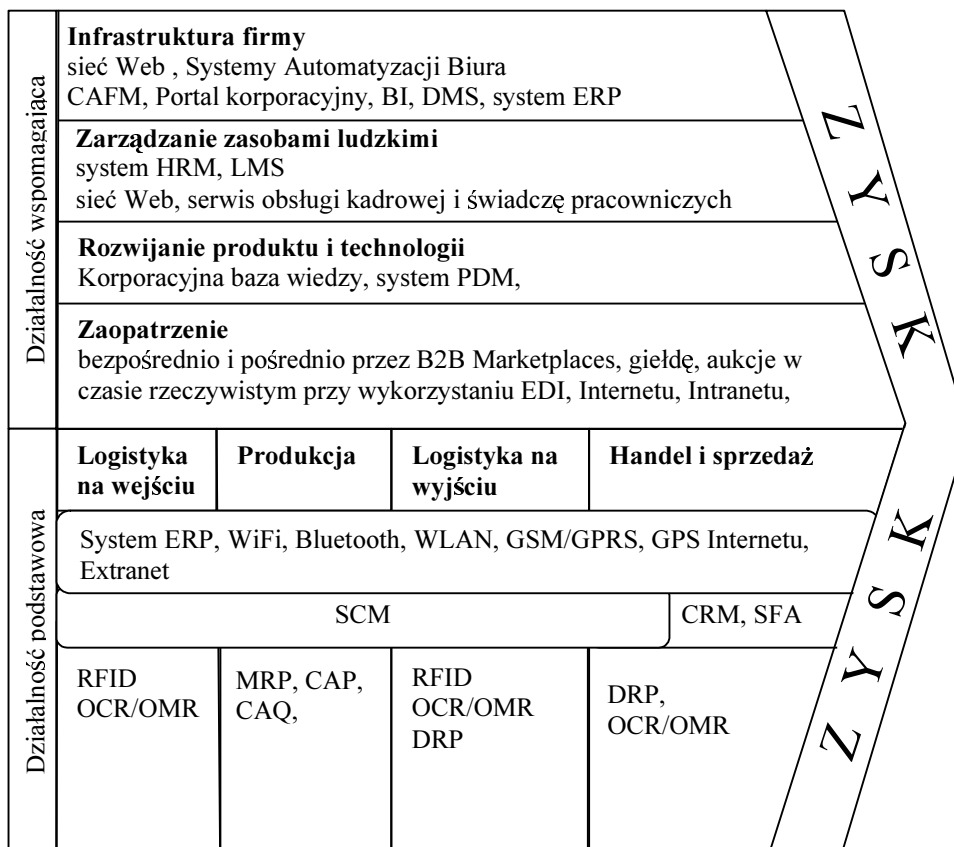 Działalność wspomagająca
Infrastruktura firmy
sieć Web , Systemy Automatyzacji Biura
CAFM, Portal korporacyjny, BI, DMS, system ERP
Zarządzanie zasobami ludzkimi
system HRM, LMS
sieć Web, serwis obsługi kadrowej i świadczę pracowniczych
Rozwijanie produktu i technologii
Korporacyjna baza wiedzy, system PDM,
Zaopatrzenie
bezpośrednio i pośrednio przez B2B Marketplaces, giełdę, aukcje w
czasie rzeczywistym przy wykorzystaniu EDI, Internetu, Intranetu,
ZYSK
Działalność podstawowa
Logistyka
na wejściu
Produkcja
Logistyka na
wyjściu
Handel i sprzedaż
System ERP, WiFi, Bluetooth, WLAN, GSM/GPRS, GPS Internetu,
Extranet
SCM
CRM, SFA
RFID
OCR/OMR
MRP, CAP,
CAQ,
RFID
OCR/OMR
DRP
DRP,
OCR/OMR
ZYSK